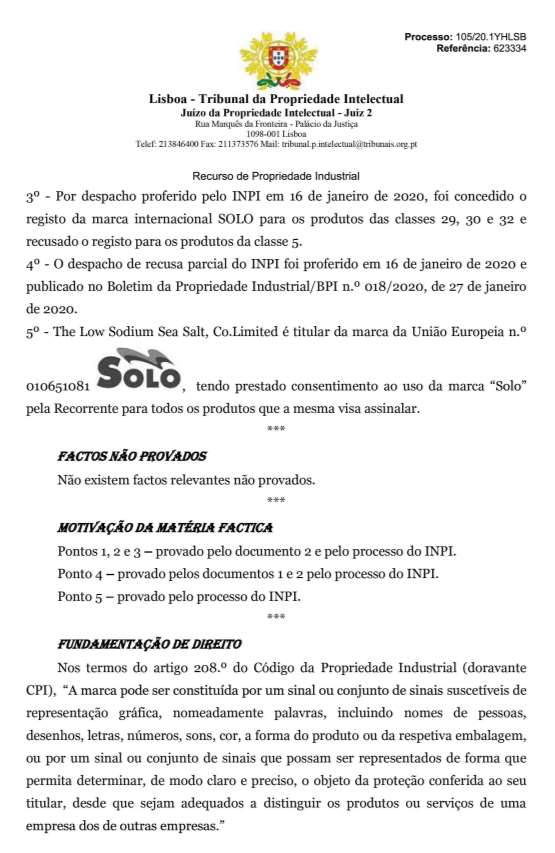 Processo: 105/20.1YHLSB
Referência: 623334
Lisboa - Tribunal da Propriedade Intelectual
Juízo da Propriedade Intelectual - Juiz 2
Rua Marquês da Fronteira - Palácio da Justiça
1098-001 Lisboa
Telef: 213846400 Fax: 211373576 Mail: tribunal.p.intelectual@tribunais.org.pt
Recurso de Propriedade Industrial
3º - Por despacho proferido pelo INPI em 16 de janeiro de 2020, foi concedido o
registo da marca internacional SOLO para os produtos das classes 29, 30 e 32 e
recusado o registo para os produtos da classe 5.
4º - O despacho de recusa parcial do INPI foi proferido em 16 de janeiro de 2020 e
publicado no Boletim da Propriedade Industrial/BPI n.º 018/2020, de 27 de janeiro
de 2020.
5º - The Low Sodium Sea Salt, Co.Limited é titular da marca da União Europeia n.º
010651081 SOLO, tendo prestado consentimento ao uso da marca “Solo”
pela Recorrente para todos os produtos que a mesma visa assinalar.
***
FACTOS NÃO PROVADOS
Não existem factos relevantes não provados.
***
MOTIVAÇÃO DA MATÉRIA FACTICA
Pontos 1, 2 e 3 – provado pelo documento 2 e pelo processo do INPI.
Ponto 4 – provado pelos documentos 1 e 2 pelo processo do INPI.
Ponto 5 – provado pelo processo do INPI.
***
FUNDAMENTAÇÃO DE DIREITO
Nos termos do artigo 208.º do Código da Propriedade Industrial (doravante
CPI), “A marca pode ser constituída por um sinal ou conjunto de sinais suscetíveis de
representação gráfica, nomeadamente palavras, incluindo nomes de pessoas,
desenhos, letras, números, sons, cor, a forma do produto ou da respetiva embalagem,
ou por um sinal ou conjunto de sinais que possam ser representados de forma que
permita determinar, de modo claro e preciso, o objeto da proteção conferida ao seu
titular, desde que sejam adequados a distinguir os produtos ou serviços de uma
empresa dos de outras empresas.”